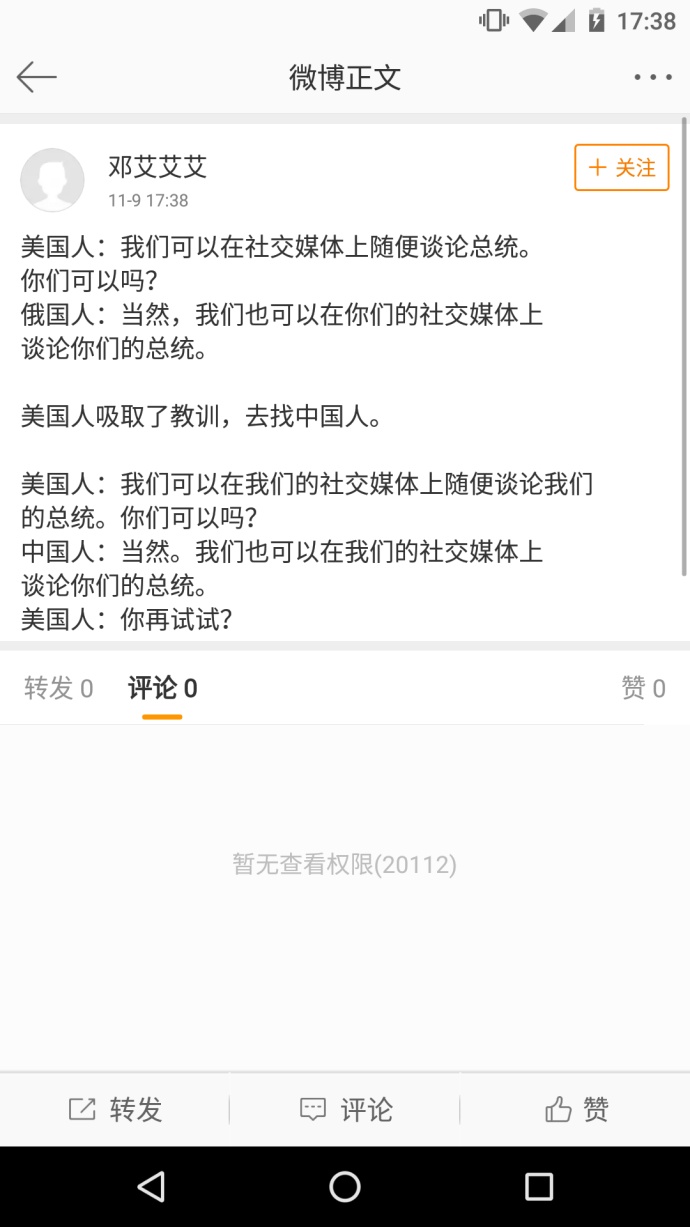 17:38
微博正文
邓艾艾艾
11-9 17:38
+ 关注
美国人：我们可以在社交媒体上随便谈论总统。
你们可以吗？
俄国人：当然，我们也可以在你们的社交媒体上
谈论你们的总统。
美国人吸取了教训，去找中国人。
美国人：我们可以在我们的社交媒体上随便谈论我们
的总统。你们可以吗？
中国人：当然。我们也可以在我们的社交媒体上
谈论你们的总统。
美国人：你再试试？
转发 0 评论 0 赞 0
暂无查看权限(20112)
转发 评论 赞